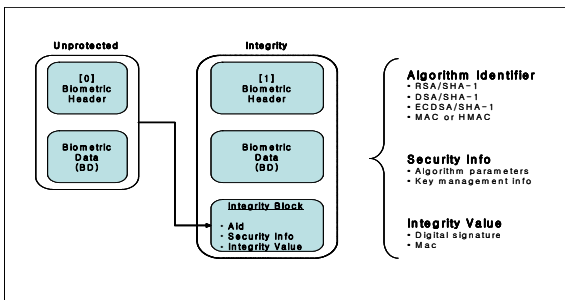 Unprotected
[0]
Biometric
Header
Biometric
Data
(BD)
Integrity
[1]
Biometric
Header
Biometric
Data
(BD)
Integrity Block
· Aid
· Security Info
· Integrity Value
Algorithm Identifier
• RSA/SHA-1
• DSA/SHA-1
• ECDSA/SHA-1
• MAC or HMAC
Security Info
• Algorithm parameters
• Key management info
Integrity Value
• Digital signature
• Mac